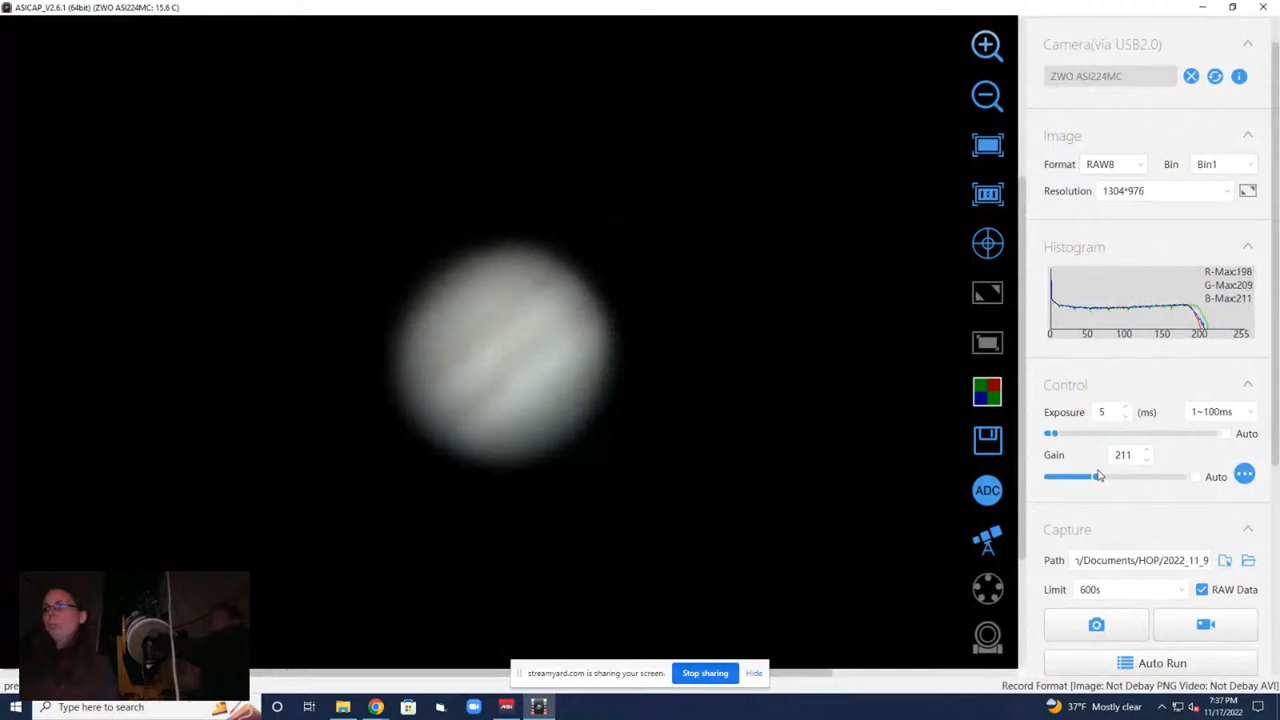 ASICAP_V2.6.1 (64bit) (ZWO ASI224MC: 15.6 C)
Camera(via USB2.0)
ZWO ASI224MC
Image
Format RAW8 Bin Bin1
Resolution 1304*976
Histogram
R-Max:198
G-Max:209
B-Max:211
0 50 100 150 200 255
Control
Exposure 5 (ms) 1~100ms
Auto
Gain 211
Auto
ADC
Capture
Path /Documents/HOP/2022_11_9
Limit 600s RAW Data
Auto Run
streamyard.com is sharing your screen. Stop sharing Hide
Record Format [Image: Not Debay PNG Video: Not Debay AVI]
Type here to search
ASI
37°F Mostly clear
7:37 PM
11/17/2022